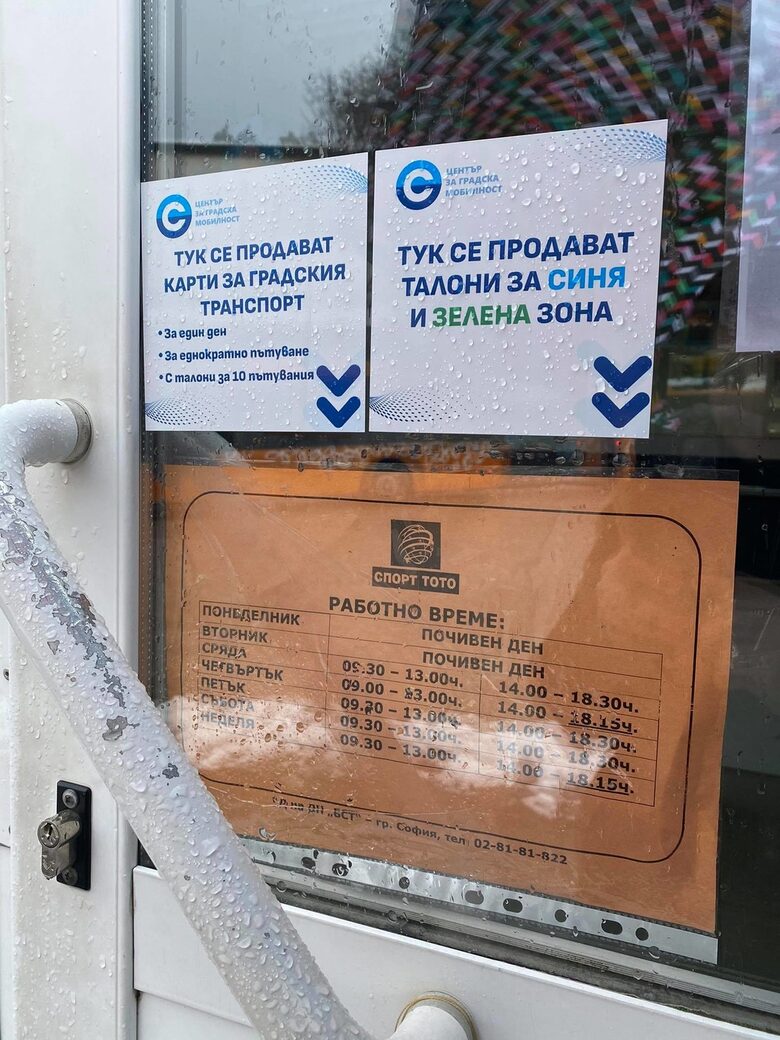 ЦЕНТЪР
ЗА ГРАДСКА
МОБИЛНОСТ
ТУК СЕ ПРОДАВАТ
КАРТИ ЗА ГРАДСКИЯ
ТРАНСПОРТ
• За един ден
• За еднократно пътуване
• С талони за 10 пътувания
ЦЕНТЪР
ЗА ГРАДСКА
МОБИЛНОСТ
ТУК СЕ ПРОДАВАТ
ТАЛОНИ ЗА СИНЯ
И ЗЕЛЕНА ЗОНА
СПОРТ ТОТО
РАБОТНО ВРЕМЕ:
ПОНЕДЕЛНИК ПОЧИВЕН ДЕН
ВТОРНИК ПОЧИВЕН ДЕН
СРЯДА 09.30 – 13.00ч. 14.00 – 18.30ч.
ЧЕТВЪРТЪК 09.00 – 13.00ч. 14.00 – 18.15ч.
ПЕТЪК 09.30 – 13.00ч. 14.00 – 18.30ч.
СЪБОТА 09.30 – 13.00ч. 14.00 – 18.30ч.
НЕДЕЛЯ 09.30 – 13.00ч. 14.00 – 18.15ч.
на ДП „БСТ" – гр. София, тел. 02-81-81-822